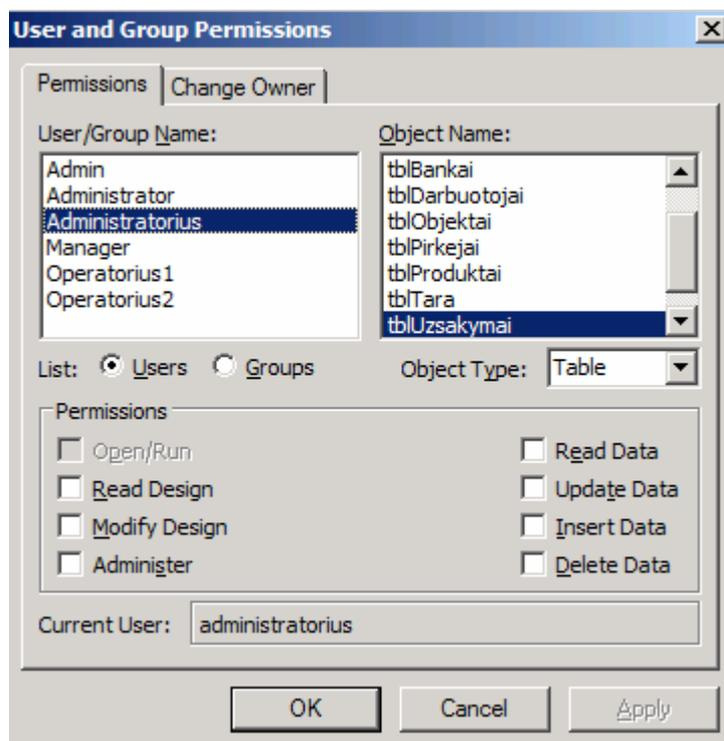 User and Group Permissions
Permissions
Change Owner
User/Group Name:
Admin
Administrator
Administratorius
Manager
Operatorius1
Operatorius2
Object Name:
tblBankai
tblDarbuotojai
tblObjektai
tblPirkejai
tblProduktai
tblTara
tblUzsakymai
List: Users Groups
Object Type: Table
Permissions
Open/Run
Read Design
Modify Design
Administer
Read Data
Update Data
Insert Data
Delete Data
Current User: administratorius
OK Cancel Apply